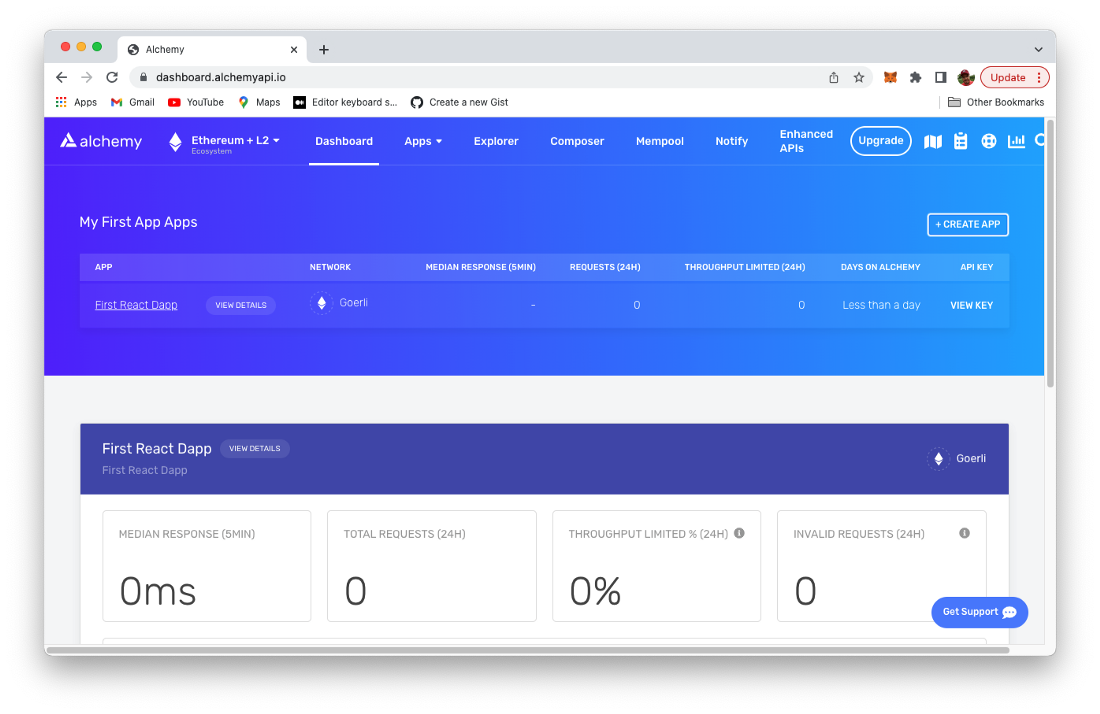 Alchemy
dashboard.alchemyapi.io
Update
Apps
Gmail
YouTube
Maps
Editor keyboard s...
Create a new Gist
Other Bookmarks
alchemy
Ethereum + L2
Ecosystem
Dashboard
Apps
Explorer
Composer
Mempool
Notify
Enhanced
APIs
Upgrade
My First App Apps
+ CREATE APP
APP NETWORK MEDIAN RESPONSE (5MIN) REQUESTS (24H) THROUGHPUT LIMITED (24H) DAYS ON ALCHEMY API KEY
First React Dapp VIEW DETAILS Goerli - 0 0 Less than a day VIEW KEY
First React Dapp VIEW DETAILS
First React Dapp
Goerli
MEDIAN RESPONSE (5MIN)
0ms
TOTAL REQUESTS (24H)
0
THROUGHPUT LIMITED % (24H)
0%
INVALID REQUESTS (24H)
0
Get Support